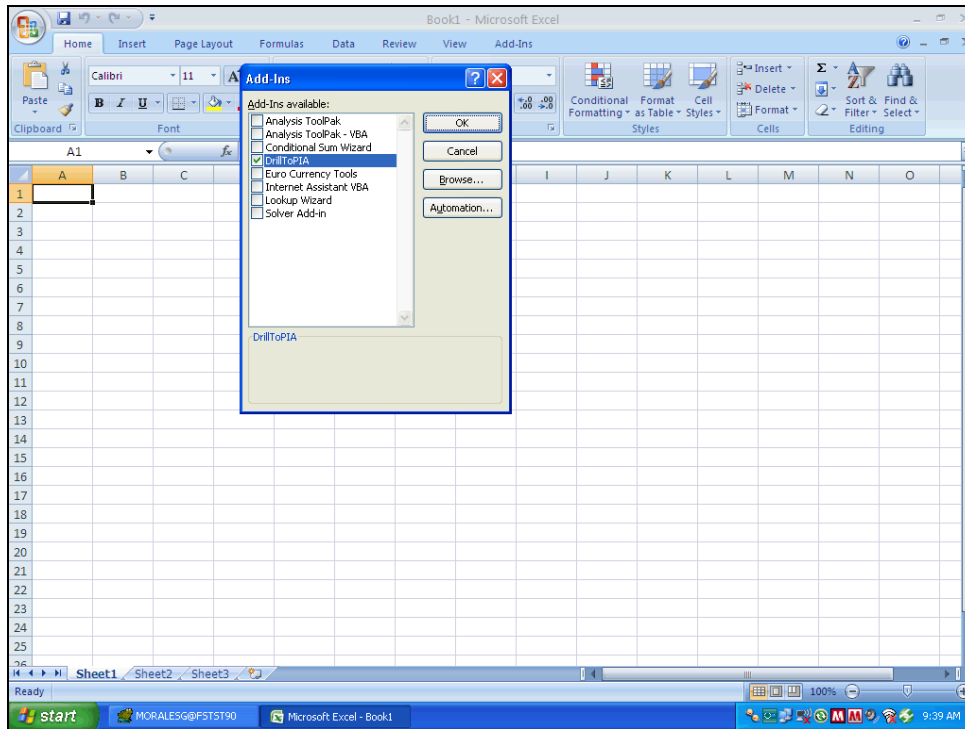 Book1 - Microsoft Excel
Home Insert Page Layout Formulas Data Review View Add-Ins
Paste
Clipboard
Calibri 11 A
B I U
Font
.00 .00
Conditional Formatting
Format as Table
Cell Styles
Styles
Insert
Delete
Format
Cells
Σ
Sort & Filter
Find & Select
Editing
Add-Ins
Add-Ins available:
Analysis ToolPak
Analysis ToolPak - VBA
Conditional Sum Wizard
DrillToPIA
Euro Currency Tools
Internet Assistant VBA
Lookup Wizard
Solver Add-in
OK
Cancel
Browse...
Automation...
DrillToPIA
A1 fx
A B C I J K L M N O
1
2
3
4
5
6
7
8
9
10
11
12
13
14
15
16
17
18
19
20
21
22
23
24
25
26
Sheet1 Sheet2 Sheet3
Ready 100%
start MORALESG@FSTST90 Microsoft Excel - Book1 9:39 AM